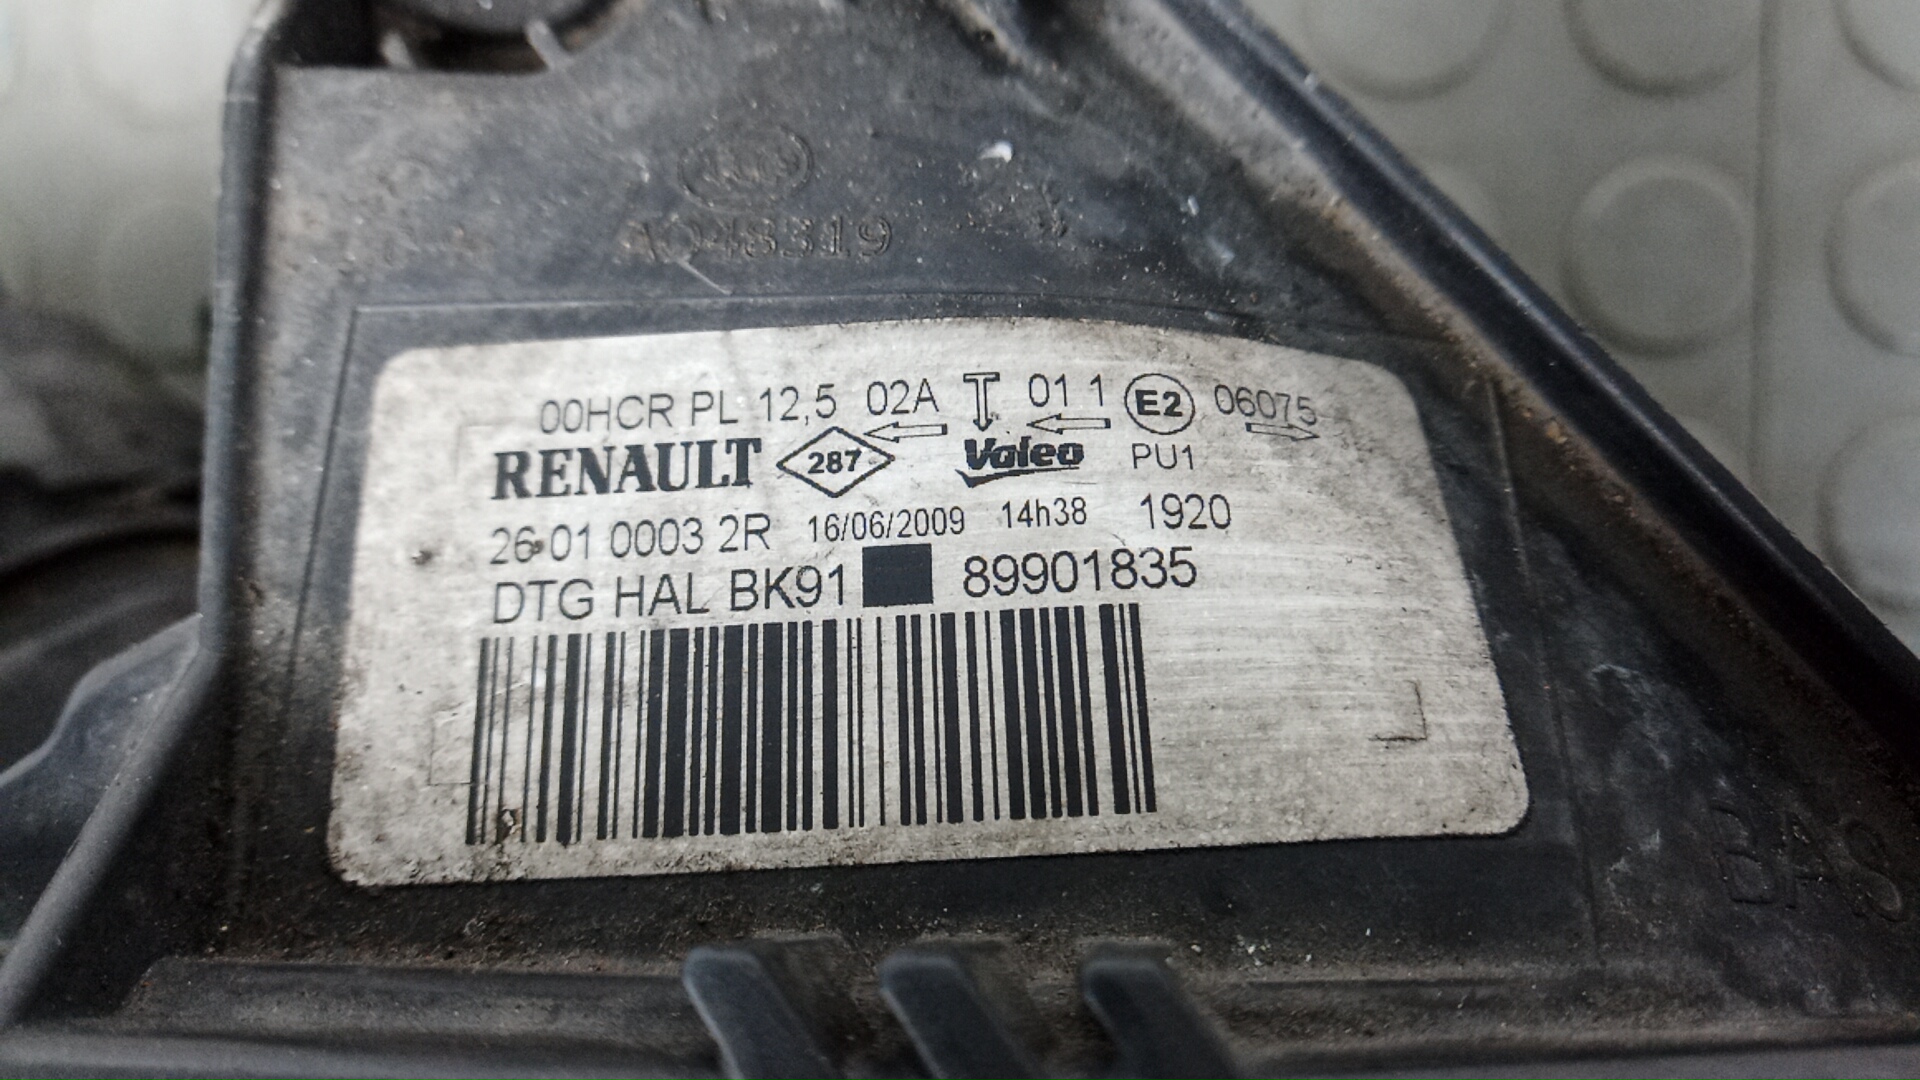 A048319
00HCR PL 12,5 02A T 01 1 E2 06075
RENAULT 287 Valeo PU1
26 01 0003 2R 16/06/2009 14h38 1920
DTG HAL BK91 89901835
BAS